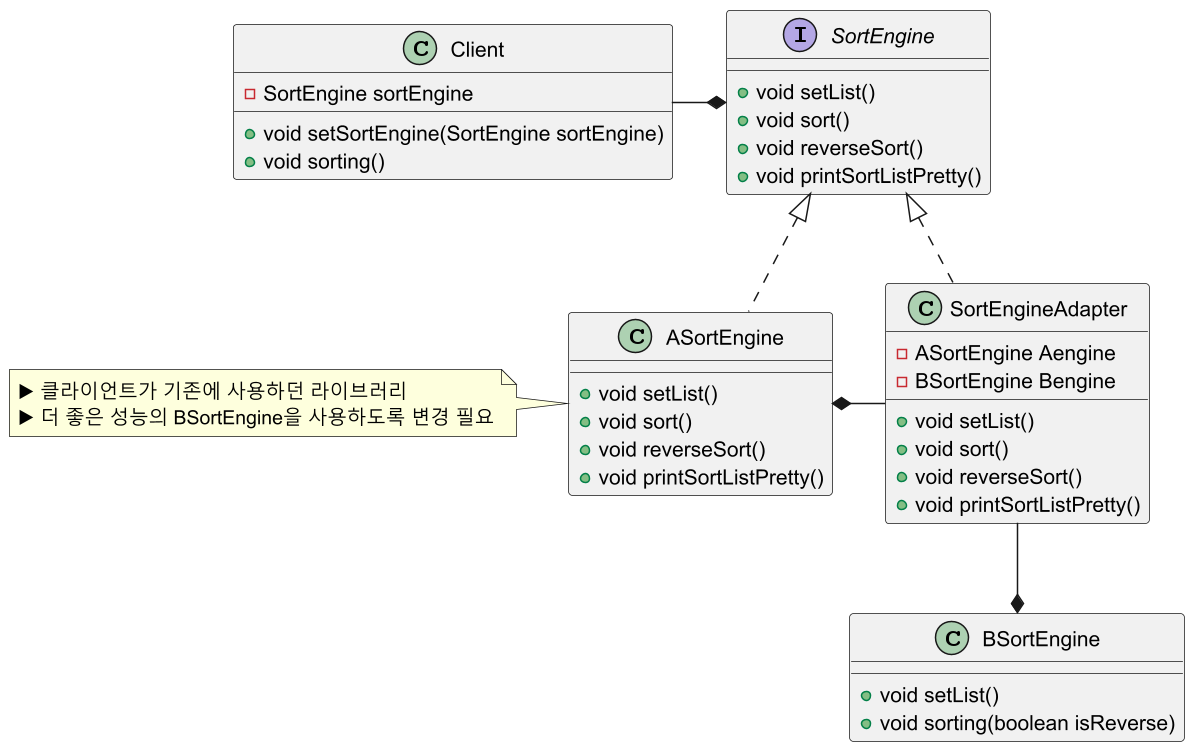 C Client
SortEngine sortEngine
void setSortEngine(SortEngine sortEngine)
void sorting()
I SortEngine
void setList()
void sort()
void reverseSort()
void printSortListPretty()
▶ 클라이언트가 기존에 사용하던 라이브러리
▶ 더 좋은 성능의 BSortEngine을 사용하도록 변경 필요
C ASortEngine
void setList()
void sort()
void reverseSort()
void printSortListPretty()
C SortEngineAdapter
ASortEngine Aengine
BSortEngine Bengine
void setList()
void sort()
void reverseSort()
void printSortListPretty()
C BSortEngine
void setList()
void sorting(boolean isReverse)